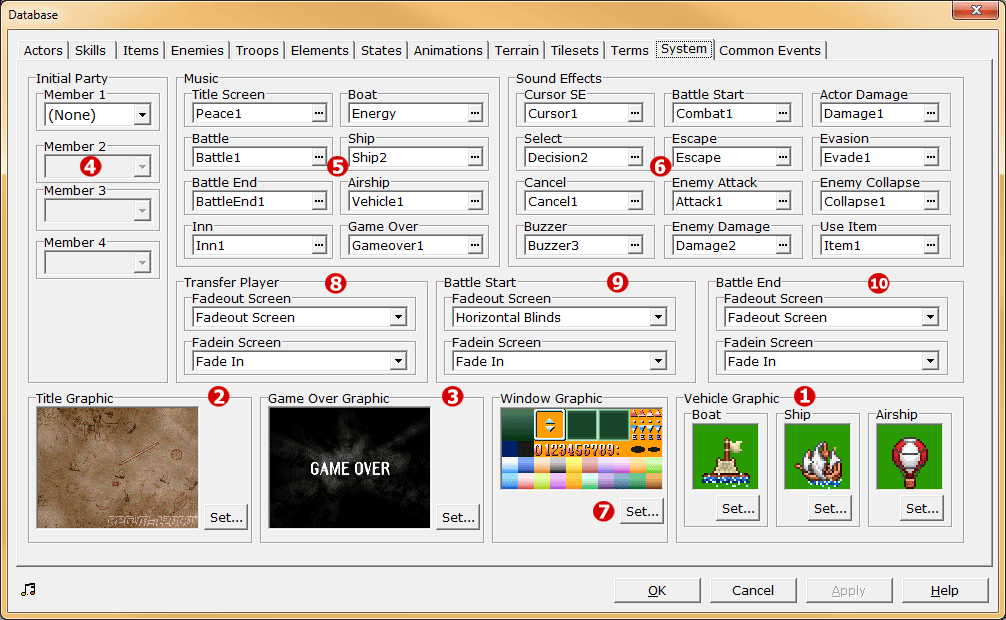 Database
Actors Skills Items Enemies Troops Elements States Animations Terrain Tilesets Terms System Common Events
Initial Party
Member 1
(None)
Member 2
4
Member 3
Member 4
Music
Title Screen
Peace1 ...
Boat
Energy ...
Battle
Battle1 ...
5
Ship
Ship2 ...
Battle End
BattleEnd1 ...
Airship
Vehicle1 ...
Inn
Inn1 ...
Game Over
Gameover1 ...
Sound Effects
Cursor SE
Cursor1 ...
Battle Start
Combat1 ...
Actor Damage
Damage1 ...
Select
Decision2 ...
6
Escape
Escape ...
Evasion
Evade1 ...
Cancel
Cancel1 ...
Enemy Attack
Attack1 ...
Enemy Collapse
Collapse1 ...
Buzzer
Buzzer3 ...
Enemy Damage
Damage2 ...
Use Item
Item1 ...
Transfer Player 8
Fadeout Screen
Fadeout Screen
Fadein Screen
Fade In
Battle Start 9
Fadeout Screen
Horizontal Blinds
Fadein Screen
Fade In
Battle End 10
Fadeout Screen
Fadeout Screen
Fadein Screen
Fade In
Title Graphic 2
Set...
Game Over Graphic 3
GAME OVER
Set...
Window Graphic
0123456789:
7 Set...
Vehicle Graphic 1
Boat
Set...
Ship
Set...
Airship
Set...
OK Cancel Apply Help